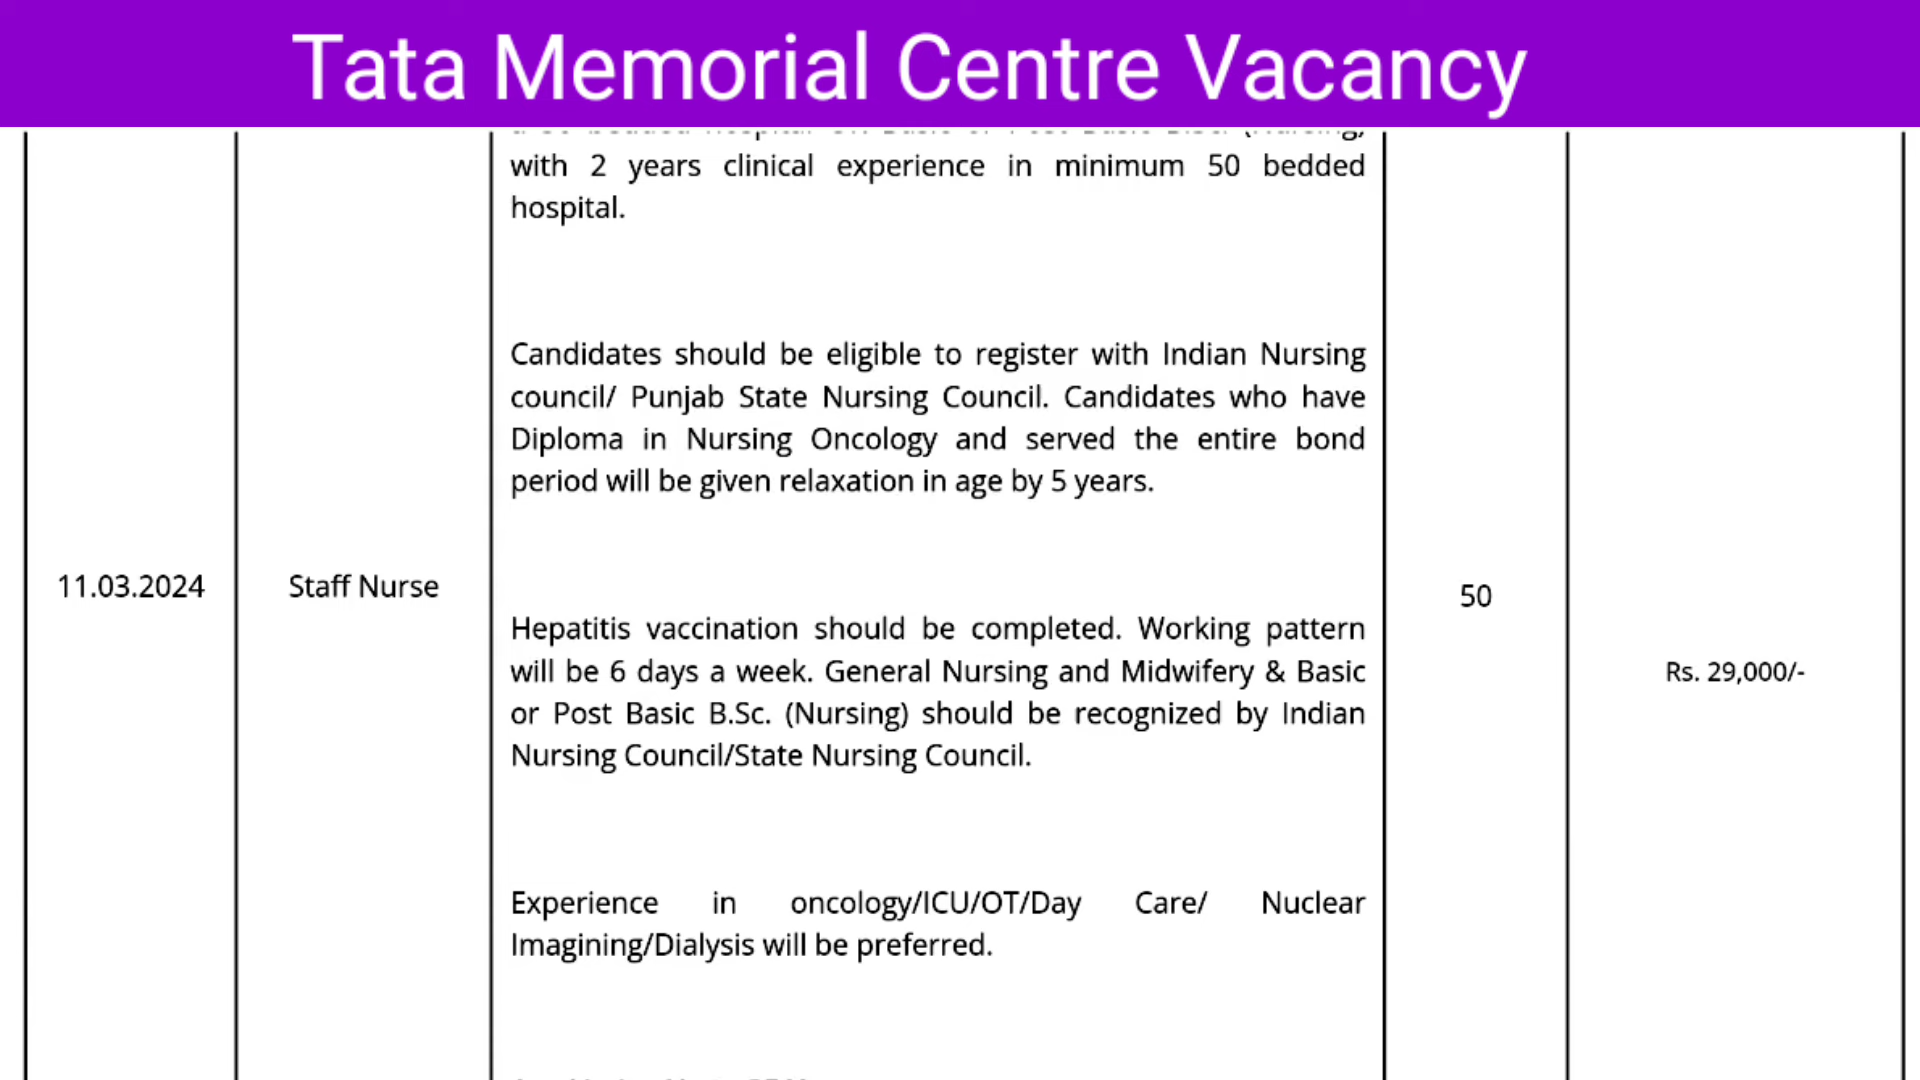 Tata Memorial Centre Vacancy
with 2 years clinical experience in minimum 50 bedded
hospital.
Candidates should be eligible to register with Indian Nursing
council/ Punjab State Nursing Council. Candidates who have
Diploma in Nursing Oncology and served the entire bond
period will be given relaxation in age by 5 years.
11.03.2024
Staff Nurse
50
Hepatitis vaccination should be completed. Working pattern
will be 6 days a week. General Nursing and Midwifery & Basic
or Post Basic B.Sc. (Nursing) should be recognized by Indian
Nursing Council/State Nursing Council.
Rs. 29,000/-
Experience in oncology/ICU/OT/Day Care/ Nuclear
Imagining/Dialysis will be preferred.